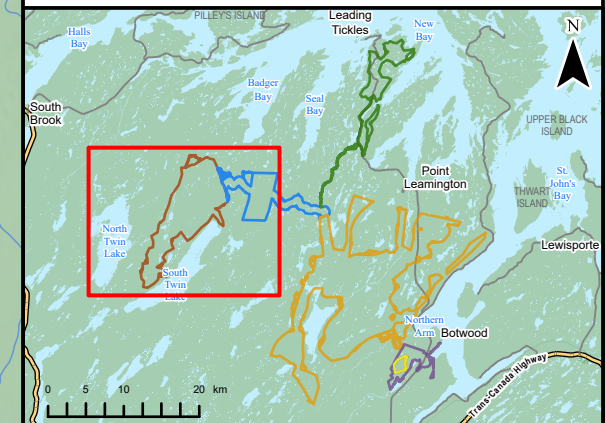 PILLEY'S ISLAND
Leading
Tickles
New
Bay
N
Halls
Bay
Badger
Bay
Seal
Bay
South
Brook
UPPER BLACK
ISLAND
Point
Leamington
St.
John's
Bay
THWART
ISLAND
North
Twin
Lake
Lewisporte
South
Twin
Lake
Northern
Arm
Botwood
Trans-Canada Highway
0 5 10 20 km